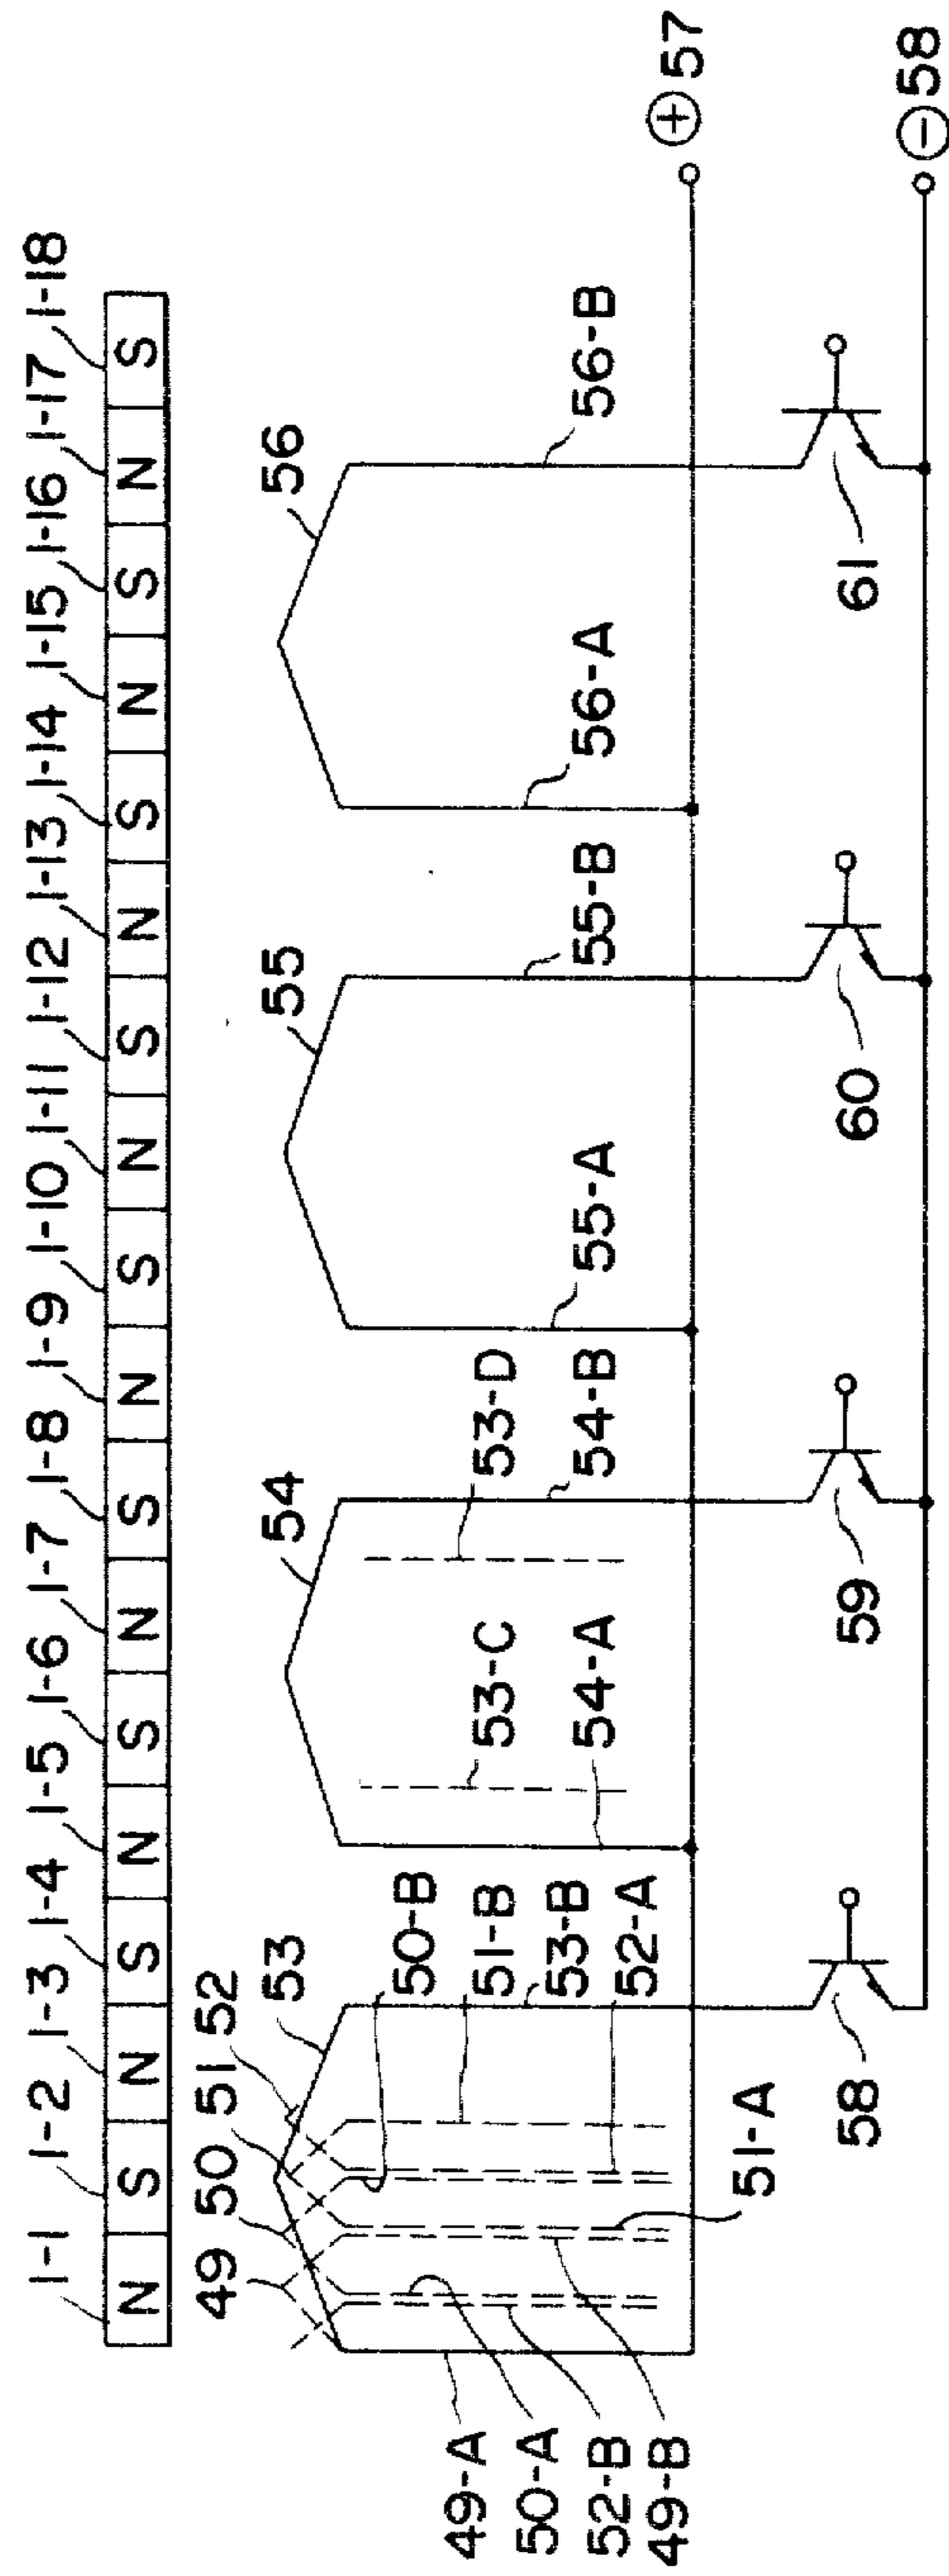 1-1 1-2 1-3 1-4 1-5 1-6 1-7 1-8 1-9 1-10 1-11 1-12 1-13 1-14 1-15 1-16 1-17 1-18
N S N S N S N S N S N S N S N S N S
49 50 51 52 53 54 55 56
49-A
50-A
52-B
49-B
50-B
51-B
53-B
52-A
51-A
53-C
54-A
53-D
54-B
55-A
55-B
56-A
56-B
+ 57
58 59 60 61
− 58